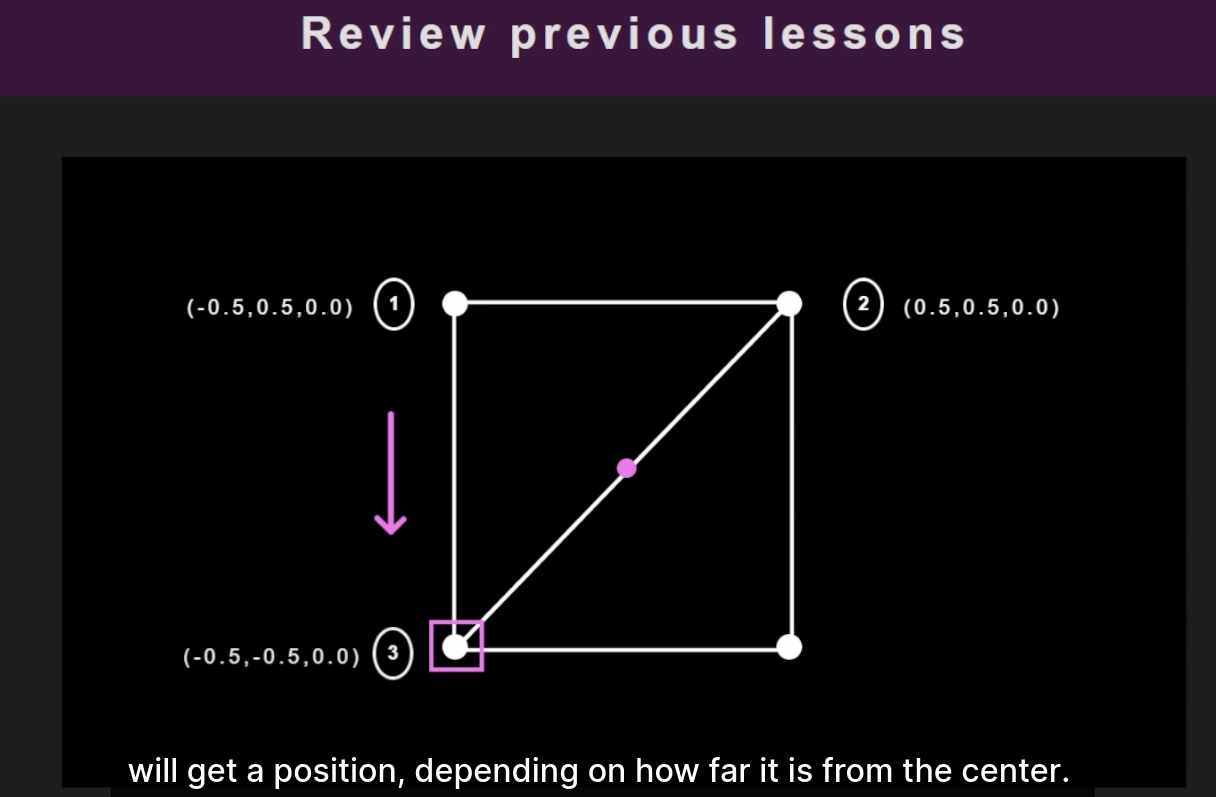 Review previous lessons
(-0.5,0.5,0.0) 1 2 (0.5,0.5,0.0)
(-0.5,-0.5,0.0) 3
will get a position, depending on how far it is from the center.